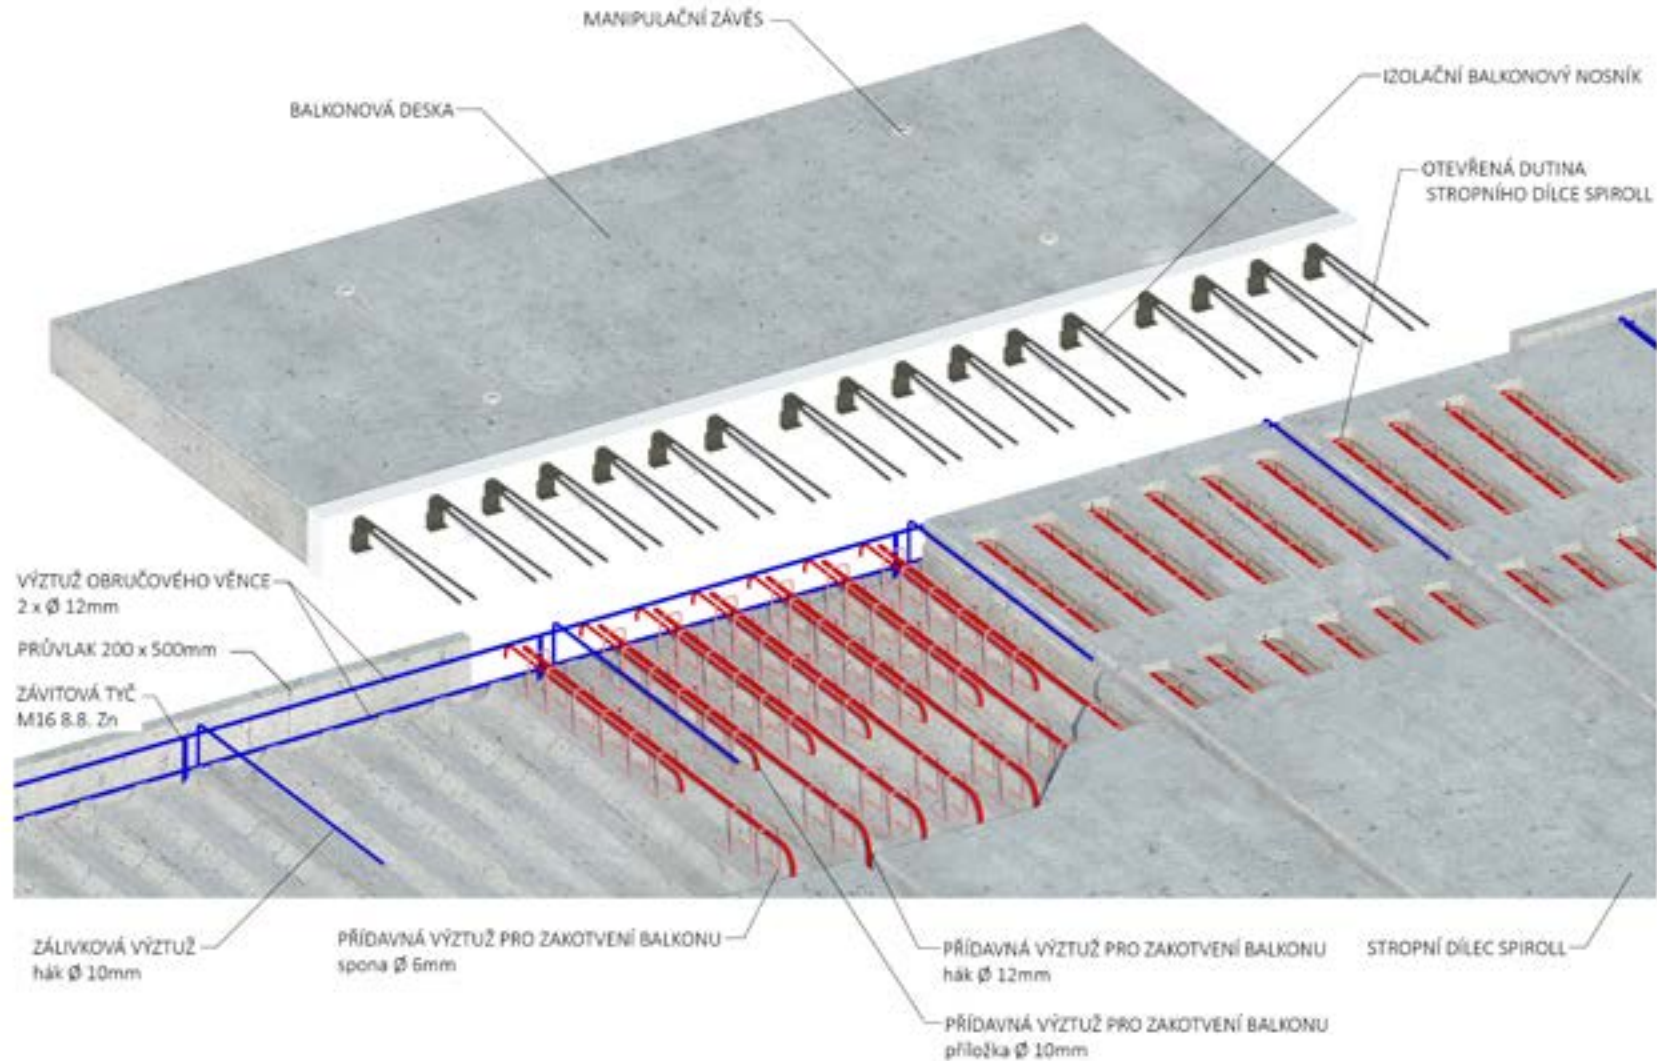 MANIPULAČNÍ ZÁVĚS
IZOLAČNÍ BALKONOVÝ NOSNÍK
BALKONOVÁ DESKA
OTEVŘENÁ DUTINA
STROPNÍHO DÍLCE SPIROLL
VÝZTUŽ OBRUČOVÉHO VĚNCE
2 x Ø 12mm
PRŮVLAK 200 x 500mm
ZÁVITOVÁ TYČ
M16 8.8. Zn
ZÁLIVKOVÁ VÝZTUŽ
hák Ø 10mm
PŘÍDAVNÁ VÝZTUŽ PRO ZAKOTVENÍ BALKONU
spona Ø 6mm
PŘÍDAVNÁ VÝZTUŽ PRO ZAKOTVENÍ BALKONU
hák Ø 12mm
STROPNÍ DÍLEC SPIROLL
PŘÍDAVNÁ VÝZTUŽ PRO ZAKOTVENÍ BALKONU
příložka Ø 10mm